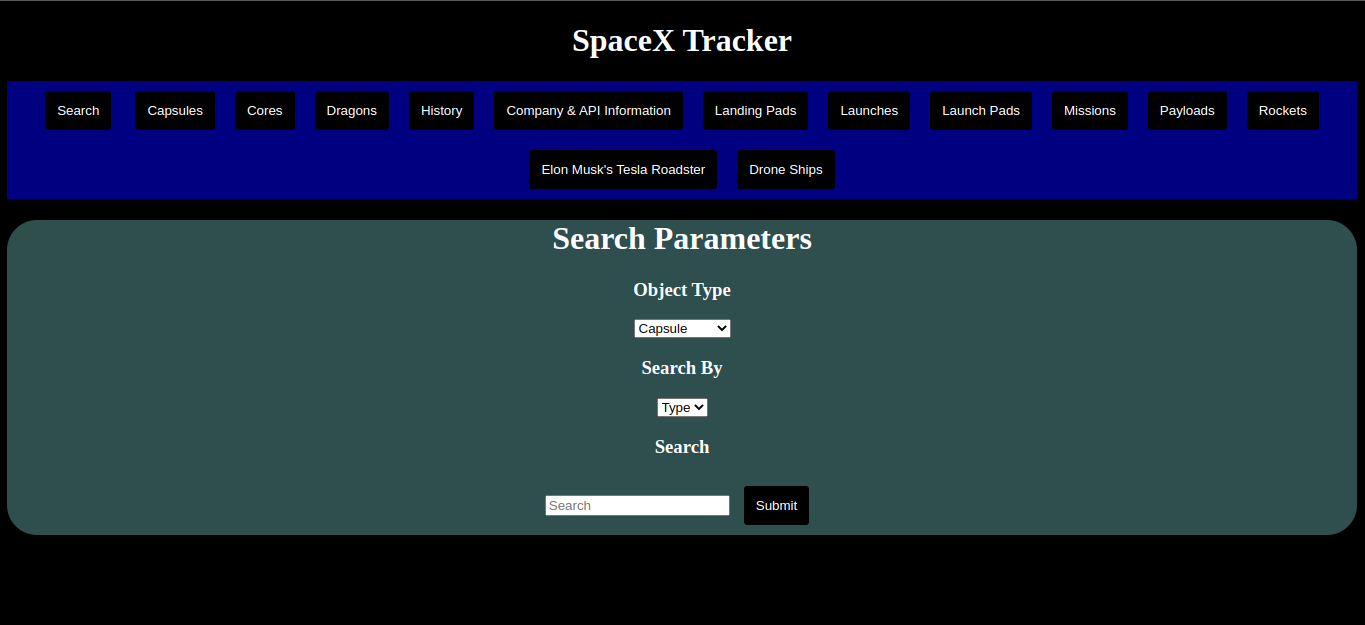 SpaceX Tracker
Search Capsules Cores Dragons History Company & API Information Landing Pads Launches Launch Pads Missions Payloads Rockets
Elon Musk's Tesla Roadster Drone Ships
Search Parameters
Object Type
Capsule
Search By
Type
Search
Search Submit